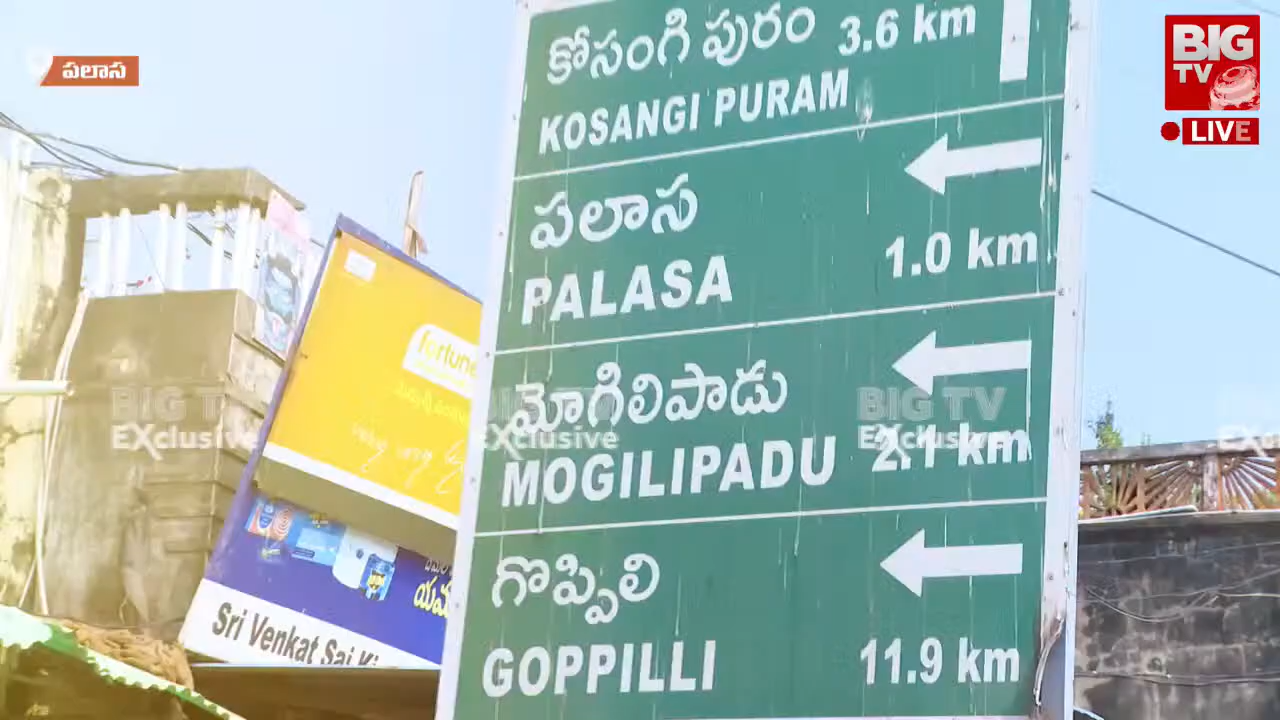 పలాస
BIG
TV
LIVE
కోసంగి పురం 3.6 km
KOSANGI PURAM
పలాస
PALASA 1.0 km
మోగిలిపాడు
MOGILIPADU 2.1 km
గొప్పిలి
GOPPILLI 11.9 km
fortune
Sri Venkat Sai
BIG TV
EXclusive
BIG TV
EXclusive
BIG TV
EXclusive